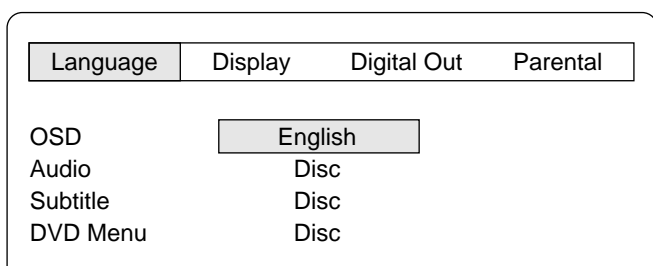 Language Display Digital Out Parental
OSD English
Audio Disc
Subtitle Disc
DVD Menu Disc